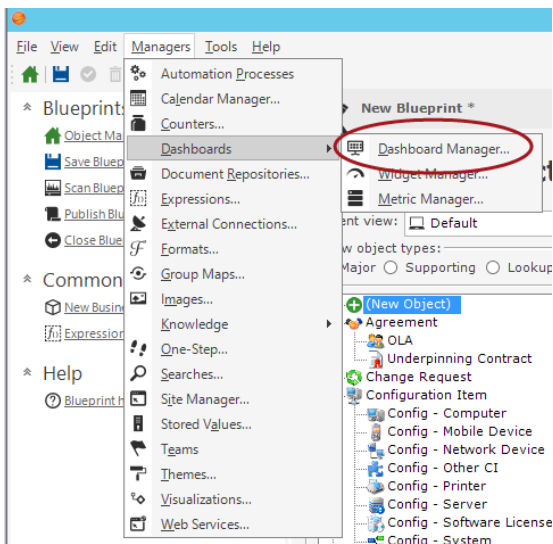 File View Edit Managers Tools Help
Automation Processes
Calendar Manager...
Counters...
Dashboards
Document Repositories...
Expressions...
External Connections...
Formats...
Group Maps...
Images...
Knowledge
One-Step...
Searches...
Site Manager...
Stored Values...
Teams
Themes...
Visualizations...
Web Services...
Dashboard Manager...
Widget Manager...
Metric Manager...
Blueprints
Object Ma
Save Bluep
Scan Bluep
Publish Blu
Close Blue
Common
New Busin
Expression
Help
Blueprint h
New Blueprint *
ent view: Default
w object types:
Major Supporting Lookup
(New Object)
Agreement
OLA
Underpinning Contract
Change Request
Configuration Item
Config - Computer
Config - Mobile Device
Config - Network Device
Config - Other CI
Config - Printer
Config - Server
Config - Software License
Config - System